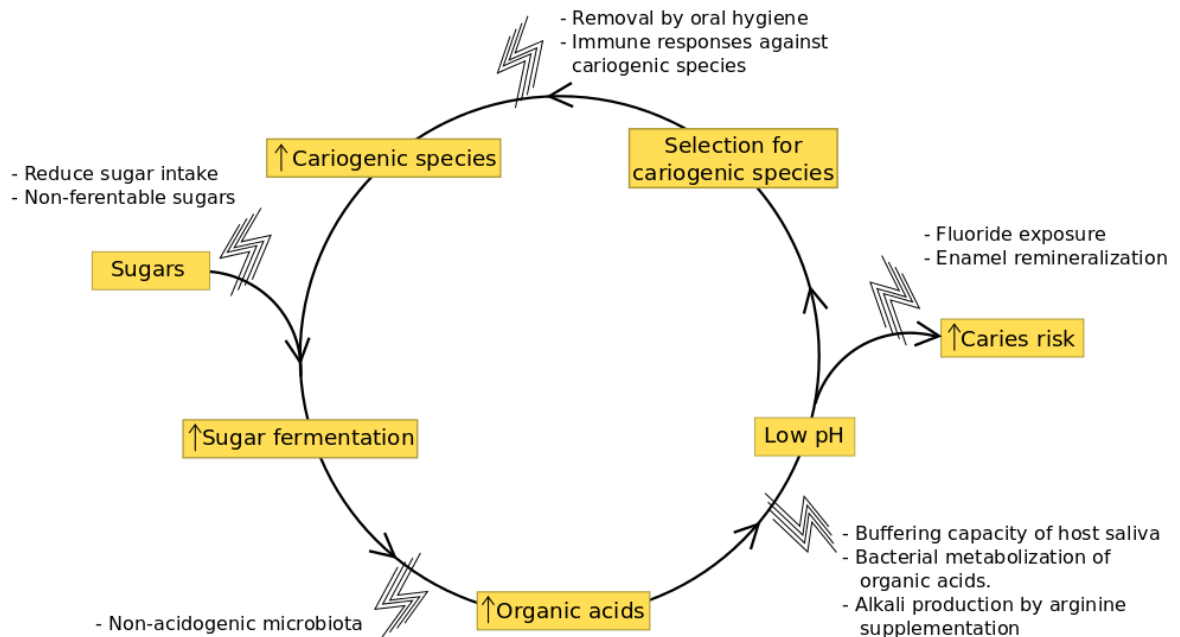 - Removal by oral hygiene
- Immune responses against
cariogenic species
↑Cariogenic species
Selection for
cariogenic species
- Reduce sugar intake
- Non-ferentable sugars
Sugars
- Fluoride exposure
- Enamel remineralization
↑Caries risk
↑Sugar fermentation
Low pH
- Buffering capacity of host saliva
- Bacterial metabolization of
organic acids.
- Alkali production by arginine
supplementation
↑Organic acids
- Non-acidogenic microbiota